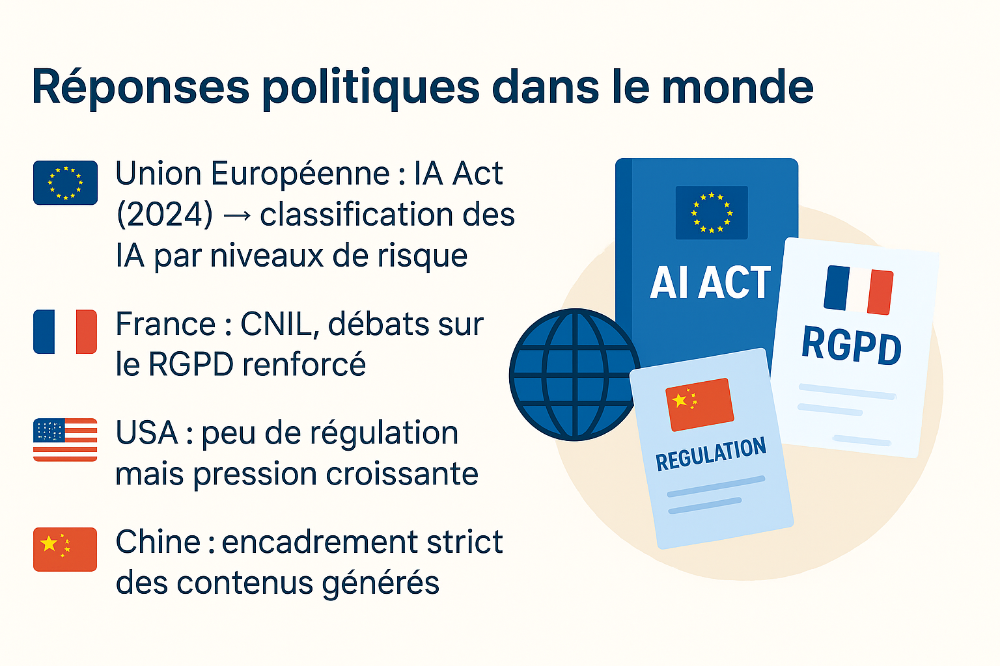 Réponses politiques dans le monde
Union Européenne : IA Act
(2024) → classification des
IA par niveaux de risque
France : CNIL, débats sur
le RGPD renforcé
USA : peu de régulation
mais pression croissante
Chine : encadrement strict
des contenus générés
AI ACT
RGPD
REGULATION